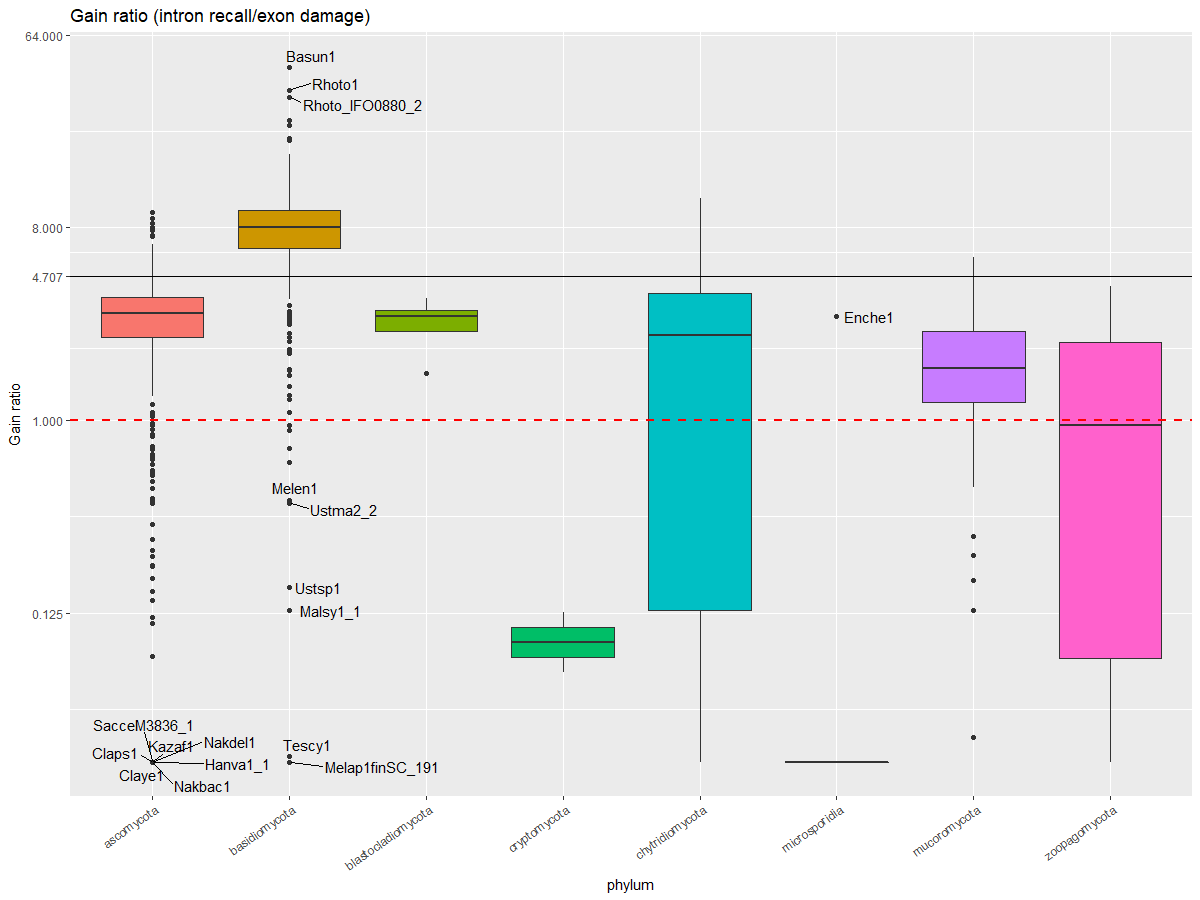 Gain ratio (intron recall/exon damage)
64.000
Basun1
Rhoto1
Rhoto_IFO0880_2
8.000
4.707
Enche1
Gain ratio
1.000
Melen1
Ustma2_2
Ustsp1
0.125
Malsy1_1
SacceM3836_1
Kazaf1
Nakdel1
Tescy1
Claps1
Hanva1_1
Melap1finSC_191
Claye1
Nakbac1
ascomycota
basidiomycota
blastocladiomycota
cryptomycota
chytridiomycota
microsporidia
mucoromycota
zoopagomycota
phylum